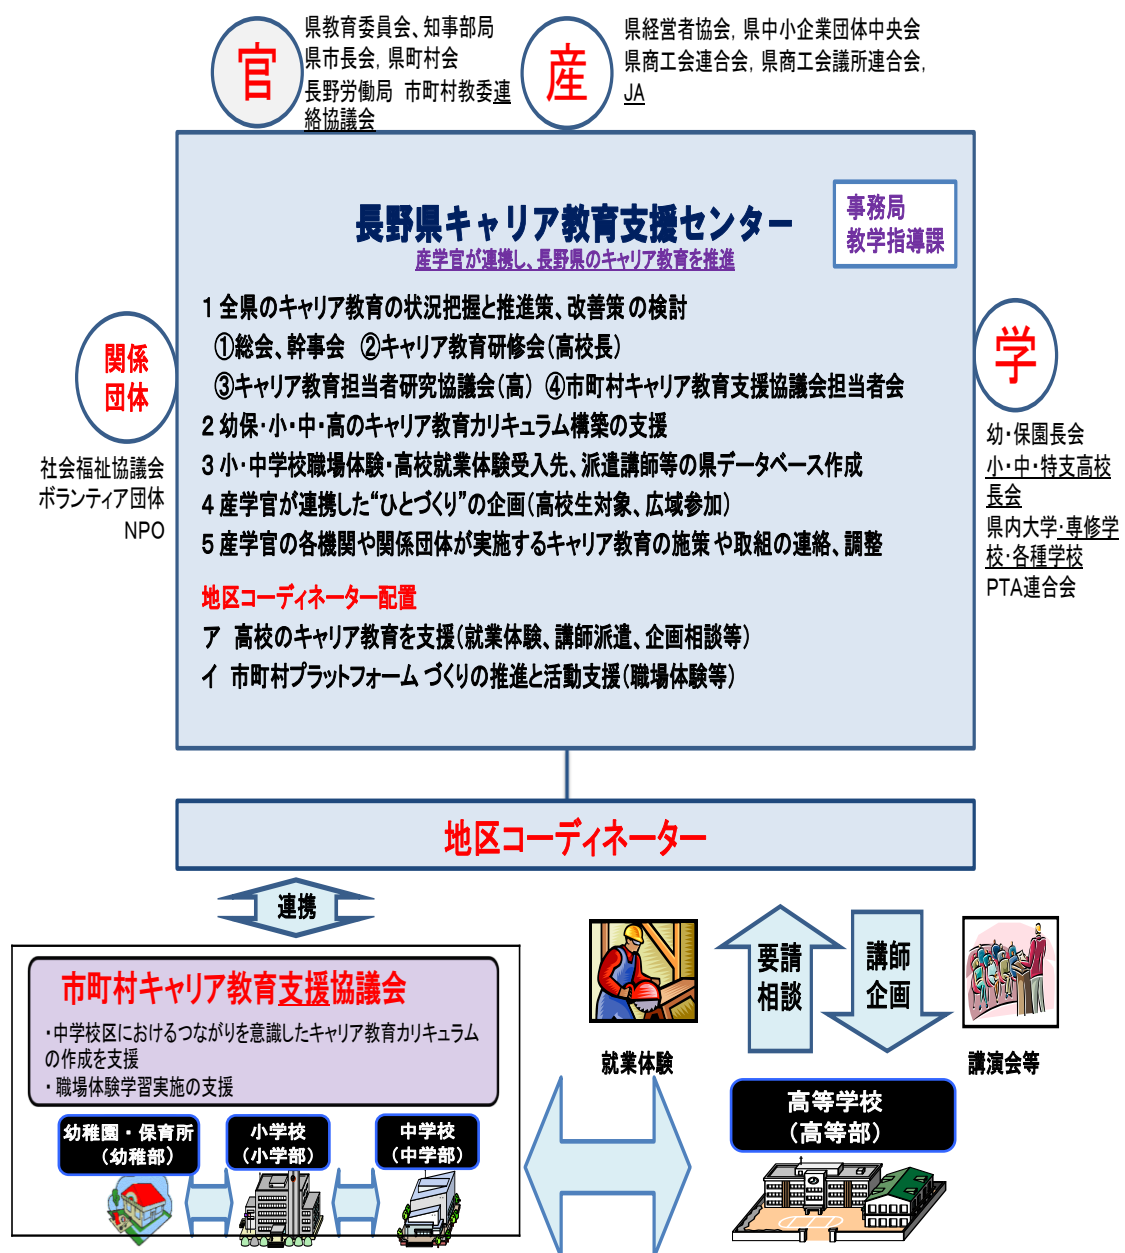 官
県教育委員会、知事部局
県市長会, 県町村会
長野労働局 市町村教委連
絡協議会
産
県経営者協会, 県中小企業団体中央会
県商工会連合会, 県商工会議所連合会,
JA
長野県キャリア教育支援センター
産学官が連携し、長野県のキャリア教育を推進
事務局
教学指導課
1 全県のキャリア教育の状況把握と推進策、改善策の検討
①総会、幹事会 ②キャリア教育研修会(高校長)
③キャリア教育担当者研究協議会(高) ④市町村キャリア教育支援協議会担当者会
2 幼保・小・中・高のキャリア教育カリキュラム構築の支援
3 小・中学校職場体験・高校就業体験受入先、派遣講師等の県データベース作成
4 産学官が連携した“ひとづくり”の企画(高校生対象、広域参加)
5 産学官の各機関や関係団体が実施するキャリア教育の施策や取組の連絡、調整
地区コーディネーター配置
ア 高校のキャリア教育を支援(就業体験、講師派遣、企画相談等)
イ 市町村プラットフォームづくりの推進と活動支援(職場体験等)
関係
団体
社会福祉協議会
ボランティア団体
NPO
学
幼・保園長会
小・中・特支高校
長会
県内大学・専修学
校・各種学校
PTA連合会
地区コーディネーター
連携
市町村キャリア教育支援協議会
・中学校区におけるつながりを意識したキャリア教育カリキュラム
の作成を支援
・職場体験学習実施の支援
幼稚園・保育所
(幼稚部)
小学校
(小学部)
中学校
(中学部)
就業体験
要請
相談
講師
企画
講演会等
高等学校
(高等部)